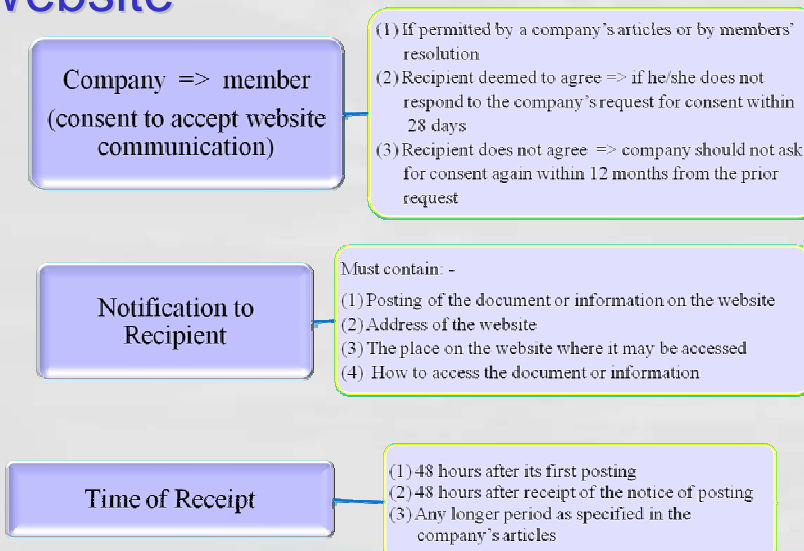 website
Company => member
(consent to accept website
communication)
(1) If permitted by a company's articles or by members'
resolution
(2) Recipient deemed to agree => if he/she does not
respond to the company's request for consent within
28 days
(3) Recipient does not agree => company should not ask
for consent again within 12 months from the prior
request
Notification to
Recipient
Must contain: -
(1) Posting of the document or information on the website
(2) Address of the website
(3) The place on the website where it may be accessed
(4) How to access the document or information
Time of Receipt
(1) 48 hours after its first posting
(2) 48 hours after receipt of the notice of posting
(3) Any longer period as specified in the
company's articles